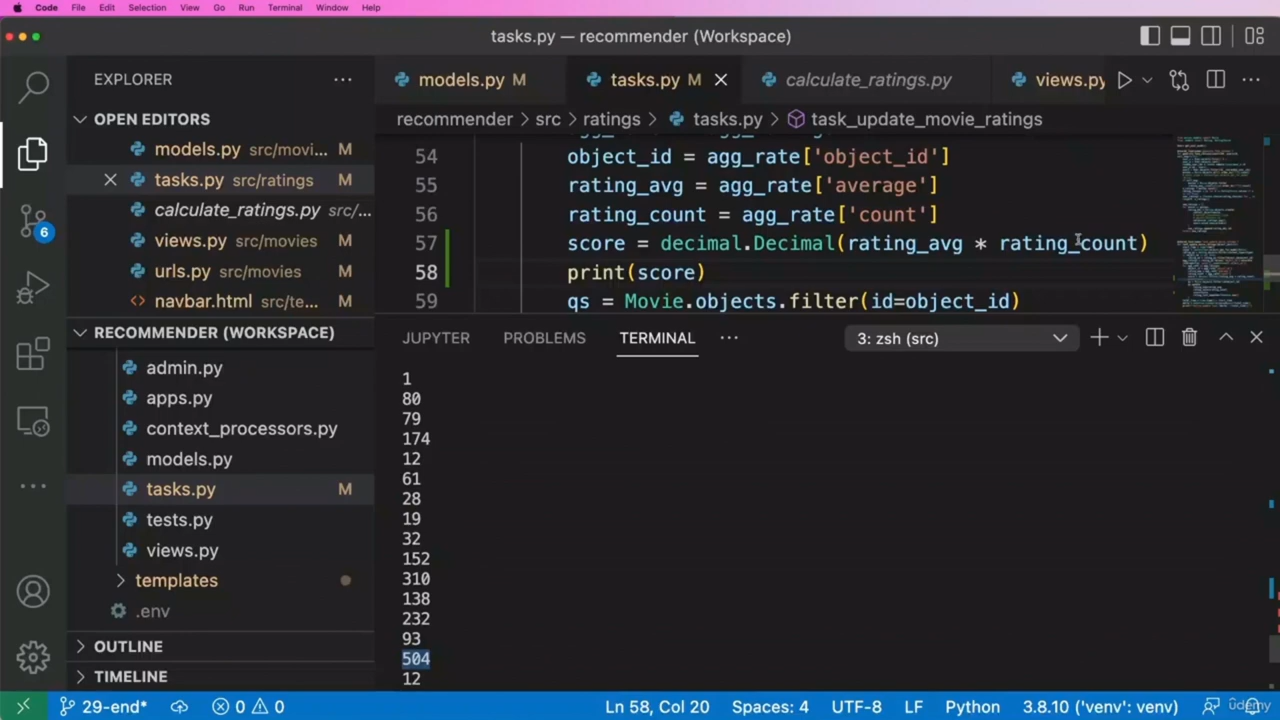 Code File Edit Selection View Go Run Terminal Window Help
tasks.py — recommender (Workspace)
EXPLORER
models.py M
tasks.py M
calculate_ratings.py
views.py
OPEN EDITORS
recommender > src > ratings > tasks.py > task_update_movie_ratings
models.py src/movi... M
tasks.py src/ratings M
calculate_ratings.py src/...
views.py src/movies M
urls.py src/movies M
navbar.html src/te... M
54 object_id = agg_rate['object_id']
55 rating_avg = agg_rate['average']
56 rating_count = agg_rate['count']
57 score = decimal.Decimal(rating_avg * rating_count)
58 print(score)
59 qs = Movie.objects.filter(id=object_id)
6
RECOMMENDER (WORKSPACE)
admin.py
apps.py
context_processors.py
models.py
tasks.py M
tests.py
views.py
templates
.env
OUTLINE
TIMELINE
JUPYTER PROBLEMS TERMINAL ... 3: zsh (src)
1
80
79
174
12
61
28
19
32
152
310
138
232
93
504
12
29-end* 0 0 Ln 58, Col 20 Spaces: 4 UTF-8 LF Python 3.8.10 ('venv': venv)
udemy